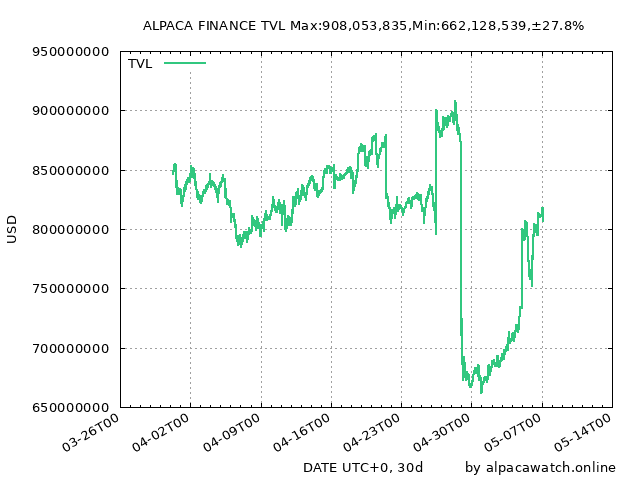 ALPACA FINANCE TVL Max:908,053,835,Min:662,128,539,±27.8%
950000000
TVL
900000000
850000000
800000000
750000000
700000000
650000000
USD
03-26T00
04-02T00
04-09T00
04-16T00
04-23T00
04-30T00
05-07T00
05-14T00
DATE UTC+0, 30d
by alpacawatch.online